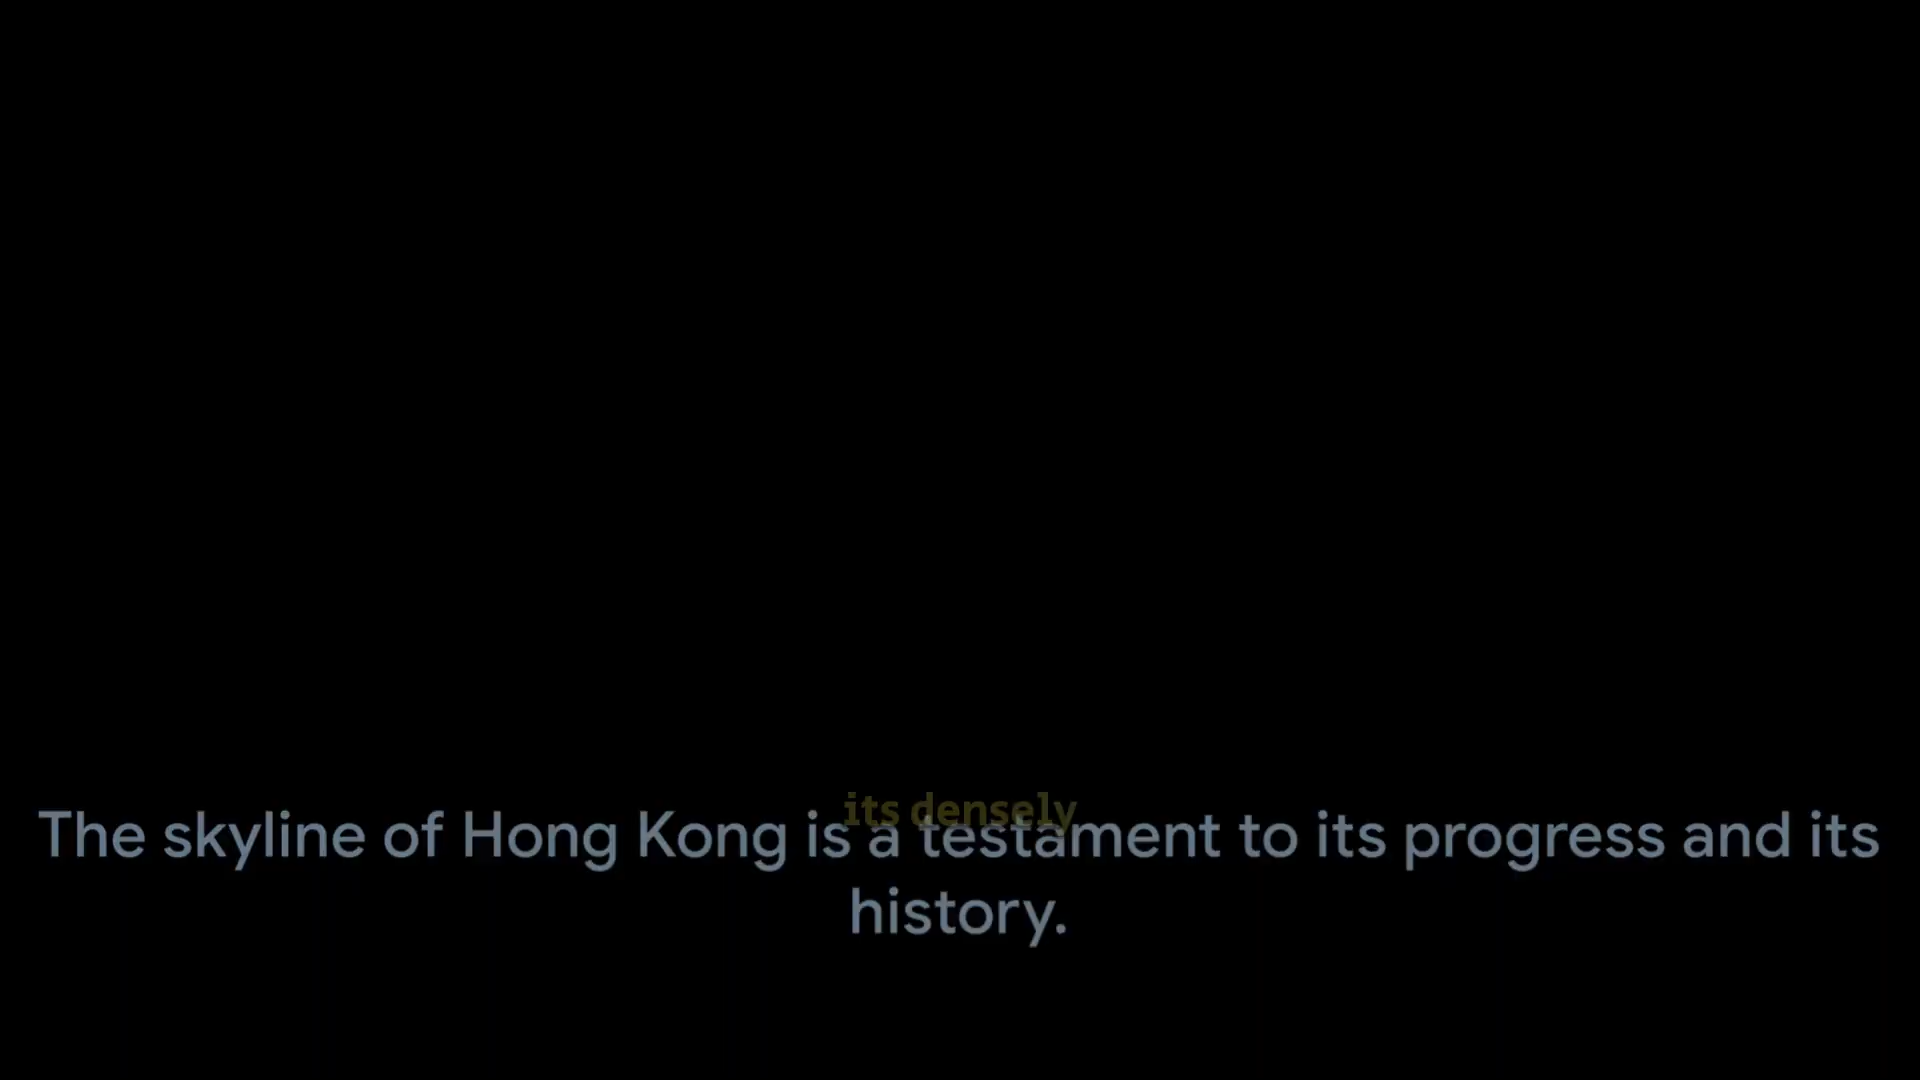 its densely
The skyline of Hong Kong is a testament to its progress and its
history.